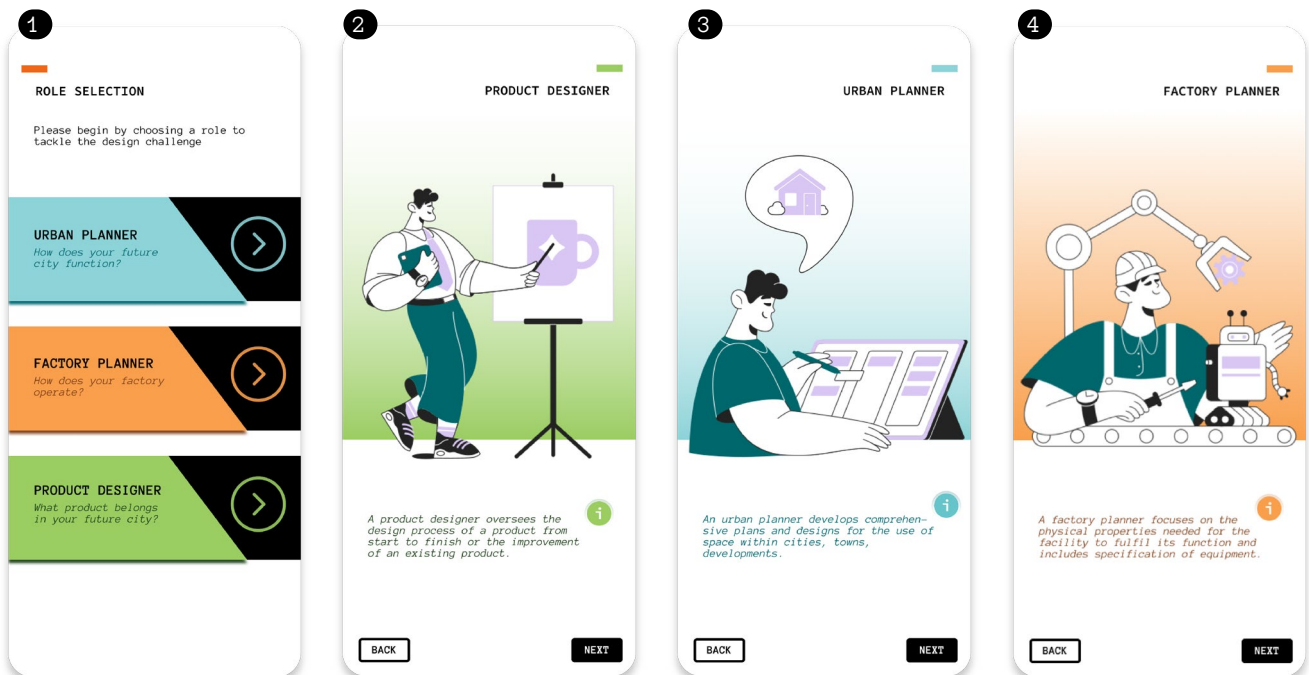 1
ROLE SELECTION
Please begin by choosing a role to
tackle the design challenge
URBAN PLANNER
How does your future
city function?
FACTORY PLANNER
How does your factory
operate?
PRODUCT DESIGNER
What product belongs
in your future city?
2
PRODUCT DESIGNER
i
A product designer oversees the
design process of a product from
start to finish or the improvement
of an existing product.
BACK
NEXT
3
URBAN PLANNER
i
An urban planner develops comprehen-
sive plans and designs for the use of
space within cities, towns,
developments.
BACK
NEXT
4
FACTORY PLANNER
i
A factory planner focuses on the
physical properties needed for the
facility to fulfil its function and
includes specification of equipment.
BACK
NEXT